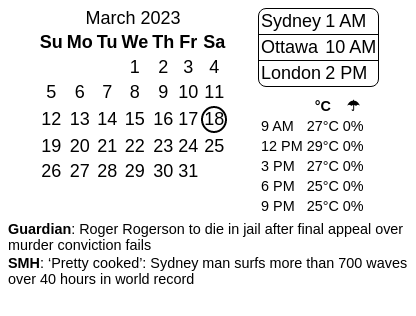 March 2023
Su Mo Tu We Th Fr Sa
1 2 3 4
5 6 7 8 9 10 11
12 13 14 15 16 17 18
19 20 21 22 23 24 25
26 27 28 29 30 31
Sydney 1 AM
Ottawa 10 AM
London 2 PM
°C ☂
9 AM 27°C 0%
12 PM 29°C 0%
3 PM 27°C 0%
6 PM 25°C 0%
9 PM 25°C 0%
Guardian: Roger Rogerson to die in jail after final appeal over
murder conviction fails
SMH: ‘Pretty cooked’: Sydney man surfs more than 700 waves
over 40 hours in world record